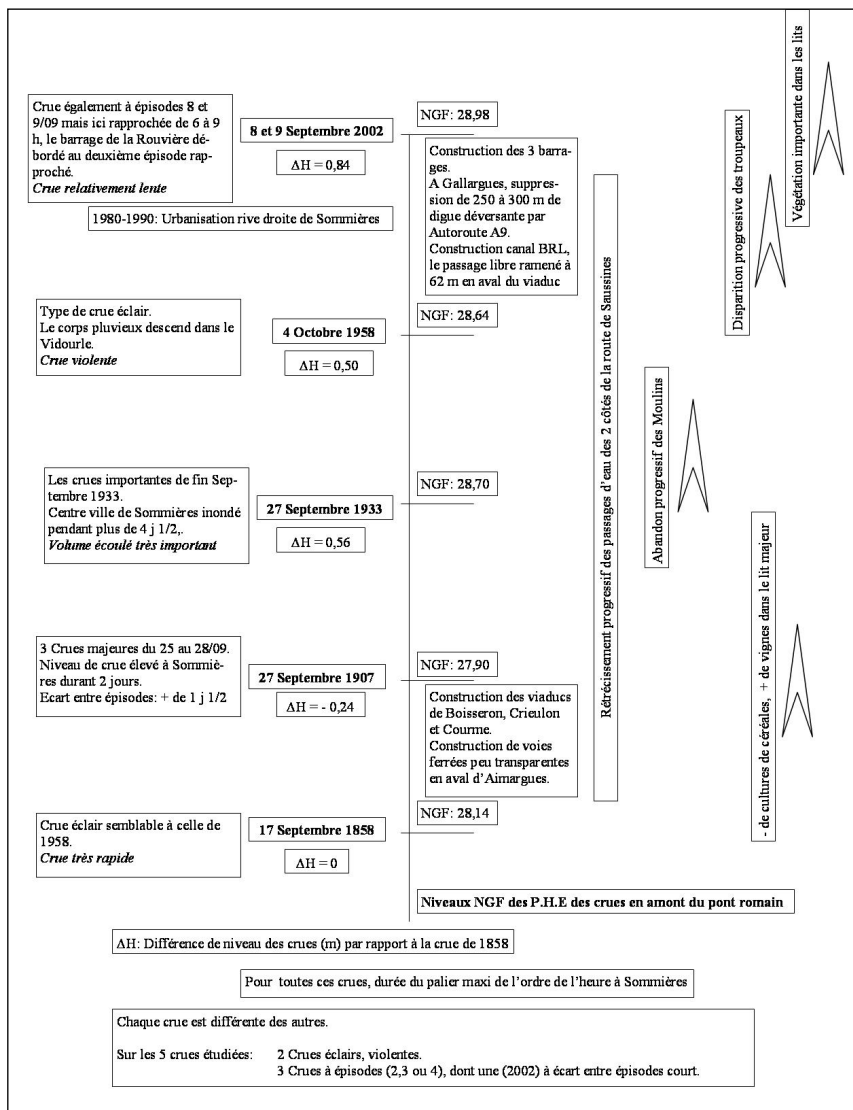 Crue également à épisodes 8 et
9/09 mais ici rapprochée de 6 à 9
h, le barrage de la Rouvière dé-
bordé au deuxième épisode rap-
proché.
Crue relativement lente
8 et 9 Septembre 2002
ΔH = 0,84
NGF: 28,98
Construction des 3 barra-
ges.
A Gallargues, suppres-
sion de 250 à 300 m de
digue déversante par
Autoroute A9.
Construction canal BRL,
le passage libre ramené à
62 m en aval du viaduc
1980-1990: Urbanisation rive droite de Sommières
Type de crue éclair.
Le corps pluvieux descend dans le
Vidourle.
Crue violente
4 Octobre 1958
ΔH = 0,50
NGF: 28,64
Les crues importantes de fin Sep-
tembre 1933.
Centre ville de Sommières inondé
pendant plus de 4 j 1/2,.
Volume écoulé très important
27 Septembre 1933
ΔH = 0,56
NGF: 28,70
3 Crues majeures du 25 au 28/09.
Niveau de crue élevé à Sommiè-
res durant 2 jours.
Ecart entre épisodes: + de 1 j 1/2
27 Septembre 1907
ΔH = - 0,24
NGF: 27,90
Construction des viaducs
de Boisseron, Crieulon
et Courme.
Construction de voies
ferrées peu transparentes
en aval d'Aimargues.
Crue éclair semblable à celle de
1958.
Crue très rapide
17 Septembre 1858
ΔH = 0
NGF: 28,14
Rétrécissement progressif des passages d'eau des 2 côtés de la route de Saussines
Abandon progressif des Moulins
Disparition progressive des troupeaux
Végétation importante dans les lits
- de cultures de céréales, + de vignes dans le lit majeur
Niveaux NGF des P.H.E des crues en amont du pont romain
ΔH: Différence de niveau des crues (m) par rapport à la crue de 1858
Pour toutes ces crues, durée du palier maxi de l'ordre de l'heure à Sommières
Chaque crue est différente des autres.
Sur les 5 crues étudiées: 2 Crues éclairs, violentes.
3 Crues à épisodes (2,3 ou 4), dont une (2002) à écart entre épisodes court.